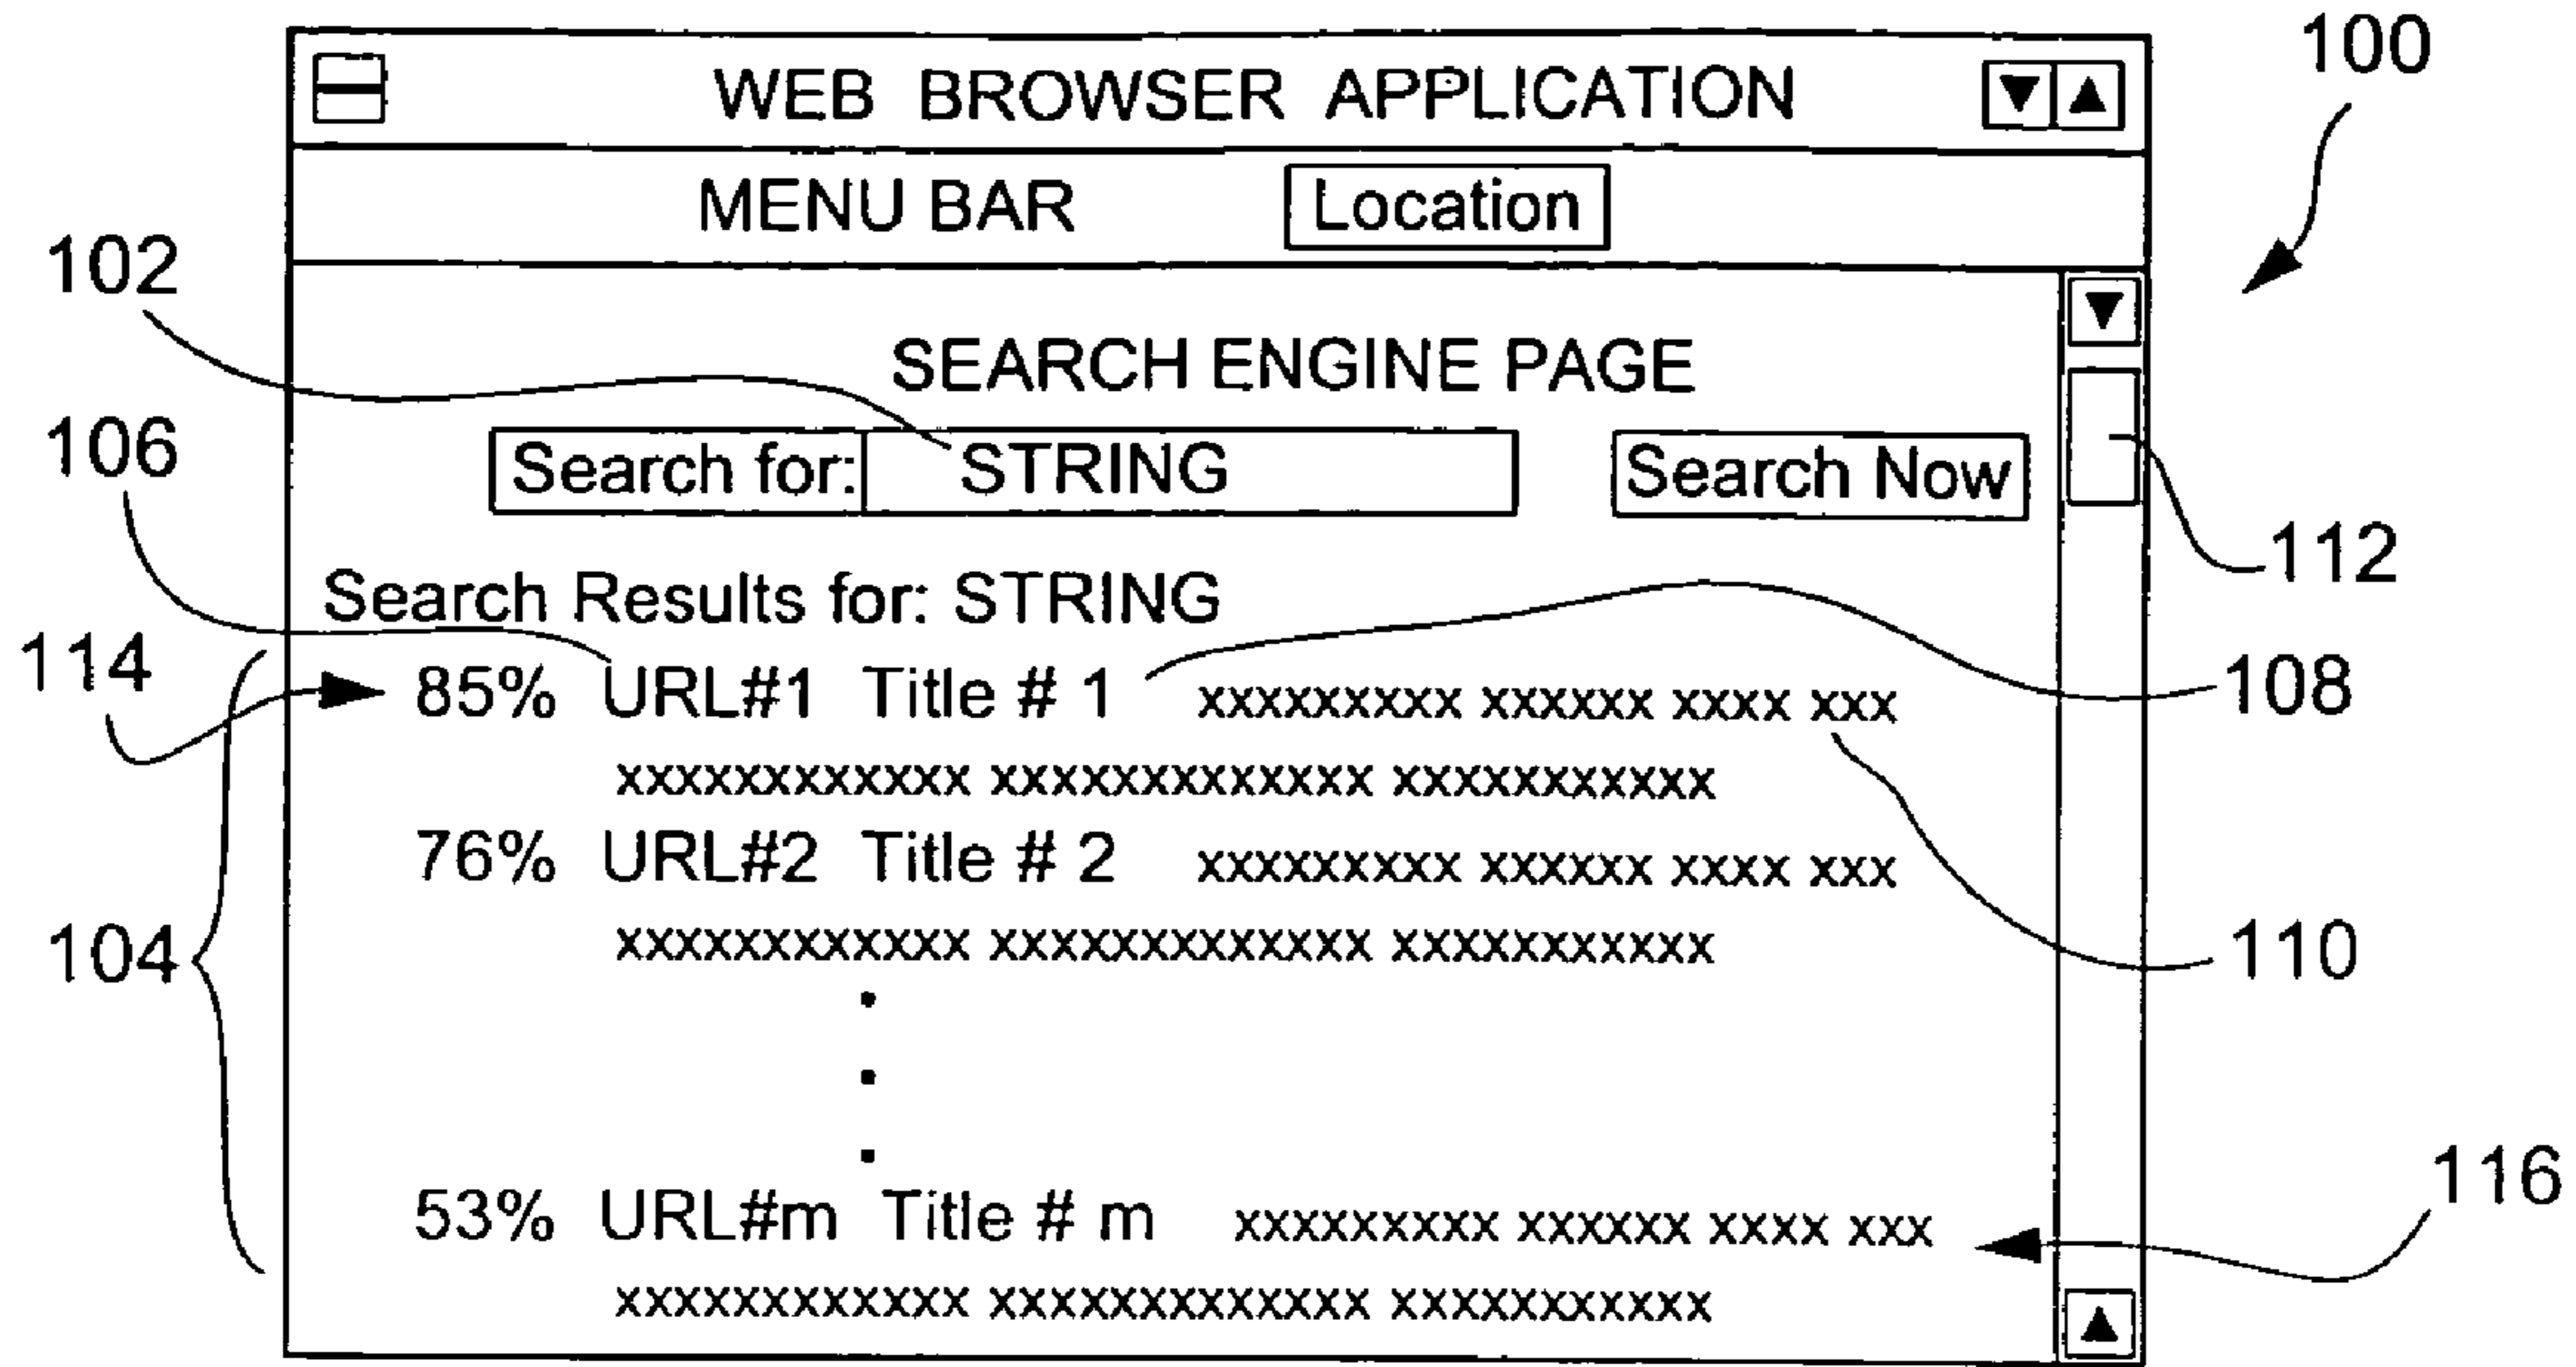 100
WEB BROWSER APPLICATION
MENU BAR Location
102
SEARCH ENGINE PAGE
106
Search for: STRING Search Now
112
Search Results for: STRING
114
85% URL#1 Title # 1 xxxxxxxxx xxxxxx xxxx xxx
108
xxxxxxxxxxxx xxxxxxxxxxxxx xxxxxxxxxxx
76% URL#2 Title # 2 xxxxxxxxx xxxxxx xxxx xxx
104
xxxxxxxxxxxx xxxxxxxxxxxxx xxxxxxxxxxx
110
.
.
.
116
53% URL#m Title # m xxxxxxxxx xxxxxx xxxx xxx
xxxxxxxxxxxx xxxxxxxxxxxxx xxxxxxxxxxx